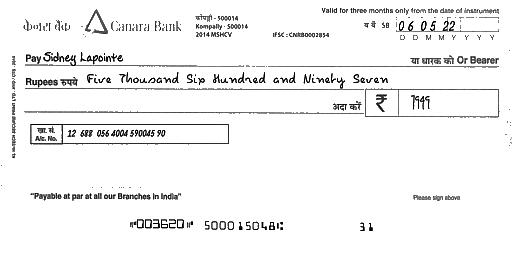 Valid for three months only from the date of instrument
केनरा बैंक Canara Bank
कोंपल्ली - 500014
Kompally - 500014
2014 MSHCV
IFSC : CNRB0002854
SB 06 05 22
D D M M Y Y Y Y
Pay Sidney Lapointe
या धारक को Or Bearer
Rupees रुपये Five Thousand Six Hundred and Ninety Seven
अदा करें ₹ 7949
खा. सं.
A/c. No. 12 688 056 4004 590045 90
"Payable at par at all our Branches in India"
Please sign above
⑈003620⑈ 500015048⑆ 31